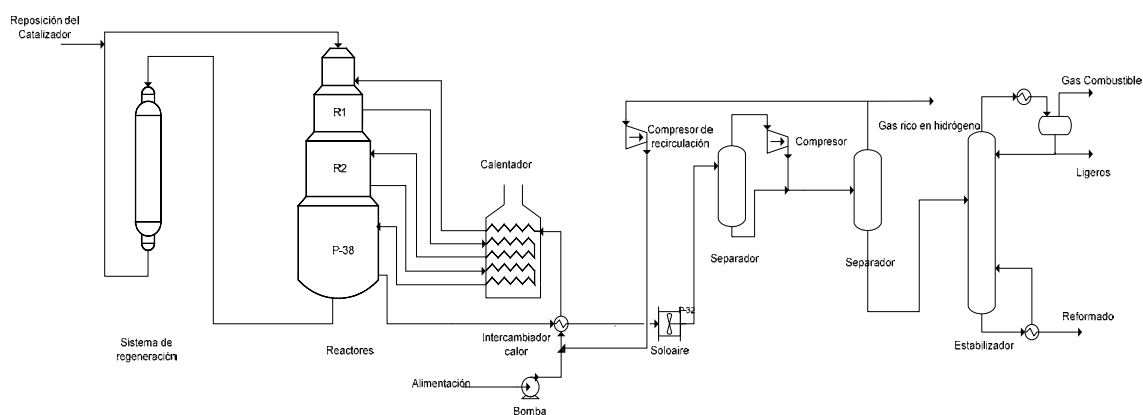 Reposición del
Catalizador
R1
R2
P-38
Calentador
Compresor de
recirculación
Compresor
Gas rico en hidrógeno
Gas Combustible
Ligeros
Separador
Separador
P-32
Intercambiador
calor
Soloaire
Estabilizador
Reformado
Sistema de
regeneración
Reactores
Alimentación
Bomba